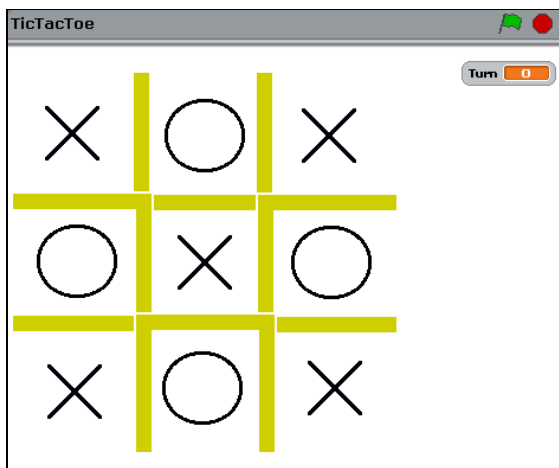 TicTacToe
Turn 0
X O X
O X O
X O X